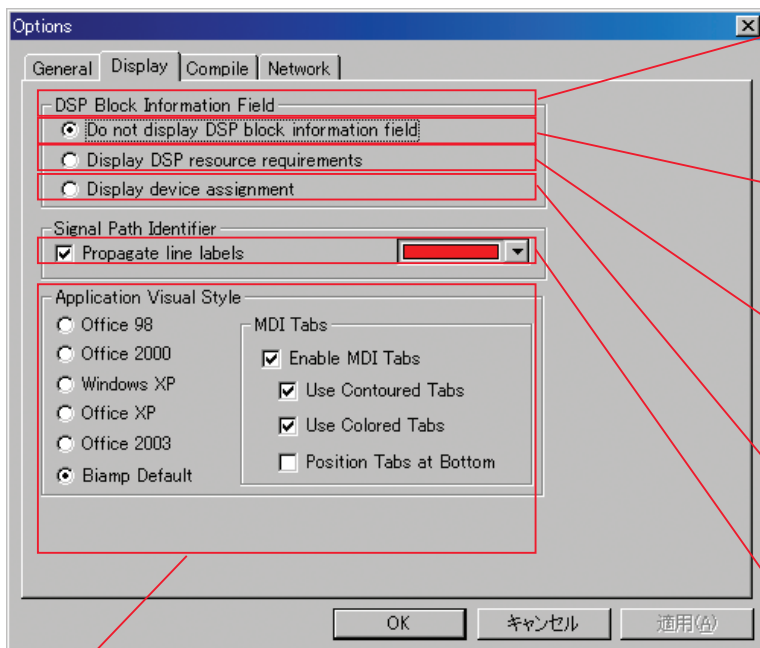 Options
General
Display
Compile
Network
DSP Block Information Field
Do not display DSP block information field
Display DSP resource requirements
Display device assignment
Signal Path Identifier
Propagate line labels
Application Visual Style
Office 98
Office 2000
Windows XP
Office XP
Office 2003
Biamp Default
MDI Tabs
Enable MDI Tabs
Use Contoured Tabs
Use Colored Tabs
Position Tabs at Bottom
OK
キャンセル
適用(A)